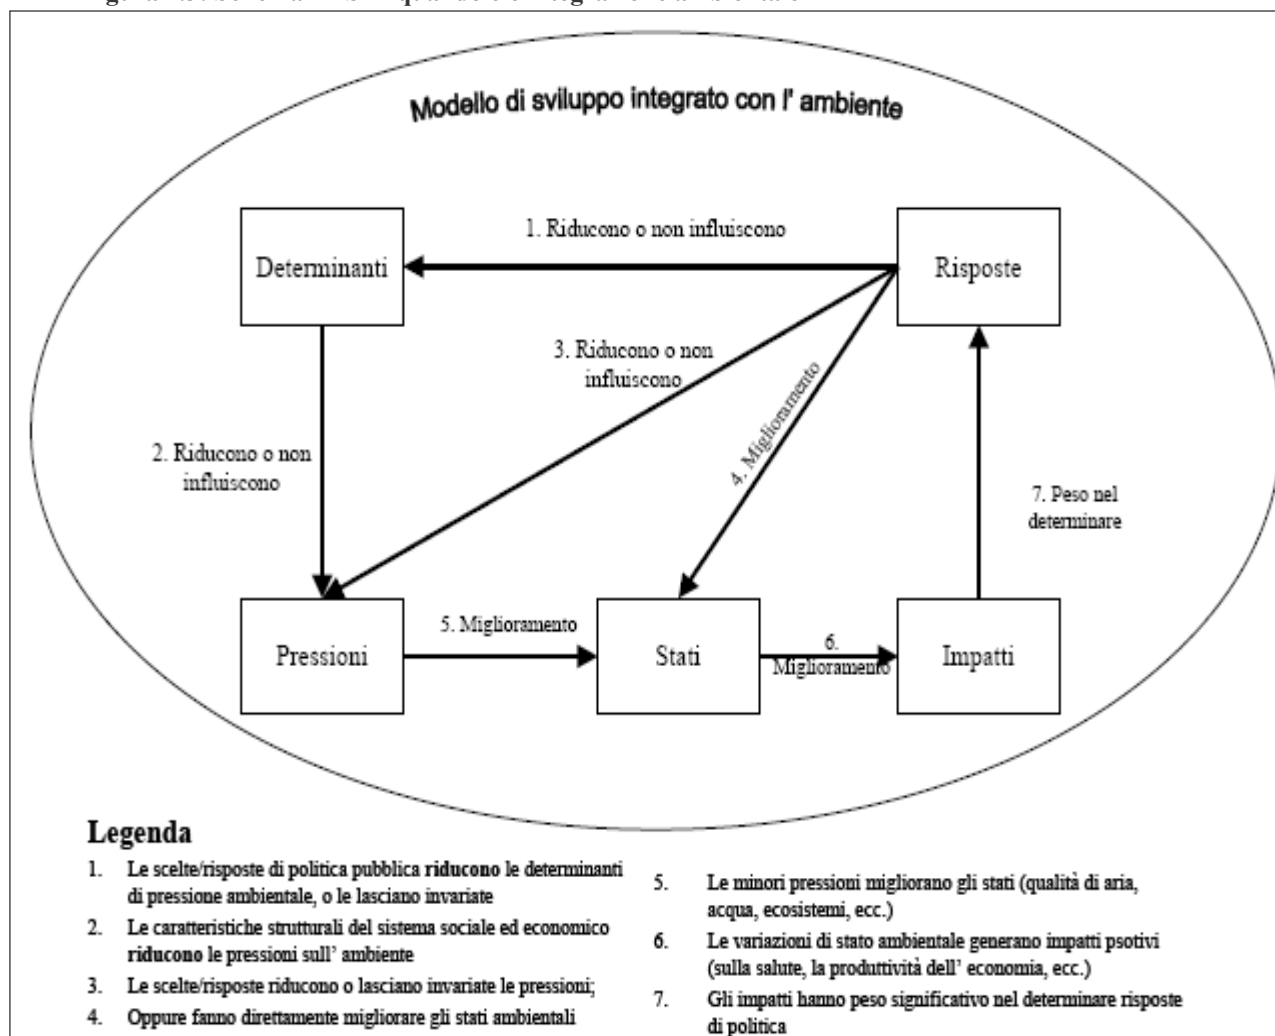 Modello di sviluppo integrato con l' ambiente
1. Riducono o non influiscono
Determinanti
Risposte
3. Riducono o non
influiscono
4. Miglioramento
2. Riducono o non
influiscono
7. Peso nel
determinare
5. Miglioramento
6.
Miglioramento
Pressioni
Stati
Impatti
Legenda
1. Le scelte/risposte di politica pubblica riducono le determinanti
di pressione ambientale, o le lasciano invariate
2. Le caratteristiche strutturali del sistema sociale ed economico
riducono le pressioni sull' ambiente
3. Le scelte/risposte riducono o lasciano invariate le pressioni;
4. Oppure fanno direttamente migliorare gli stati ambientali
5. Le minori pressioni migliorano gli stati (qualità di aria,
acqua, ecosistemi, ecc.)
6. Le variazioni di stato ambientale generano impatti psotivi
(sulla salute, la produttività dell' economia, ecc.)
7. Gli impatti hanno peso significativo nel determinare risposte
di politica